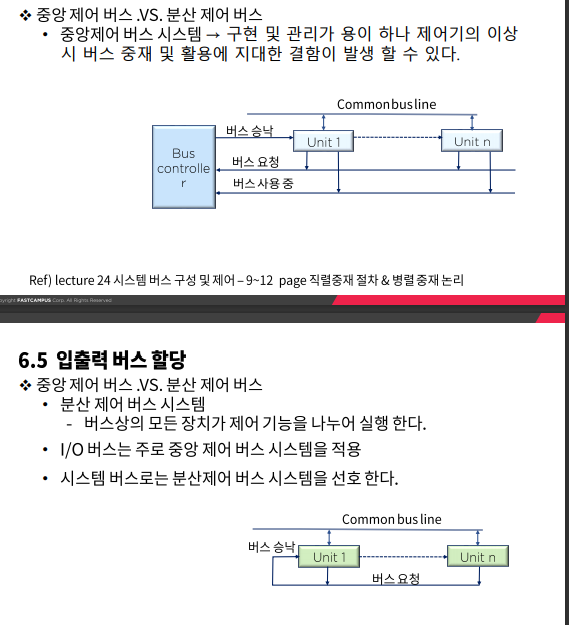 ❖ 중앙 제어 버스 .VS. 분산 제어 버스
• 중앙제어 버스 시스템 → 구현 및 관리가 용이 하나 제어기의 이상
시 버스 중재 및 활용에 지대한 결함이 발생 할 수 있다.
Common bus line
버스 승낙
Unit 1
Unit n
Bus
controlle
r
버스 요청
버스 사용 중
Ref) lecture 24 시스템 버스 구성 및 제어 – 9~12 page 직렬중재 절차 & 병렬 중재 논리
yright FASTCAMPUS Corp. All Rights Reserved
6.5 입출력 버스 할당
❖ 중앙 제어 버스 .VS. 분산 제어 버스
• 분산 제어 버스 시스템
- 버스상의 모든 장치가 제어 기능을 나누어 실행 한다.
• I/O 버스는 주로 중앙 제어 버스 시스템을 적용
• 시스템 버스로는 분산제어 버스 시스템을 선호 한다.
Common bus line
버스 승낙
Unit 1
Unit n
버스 요청